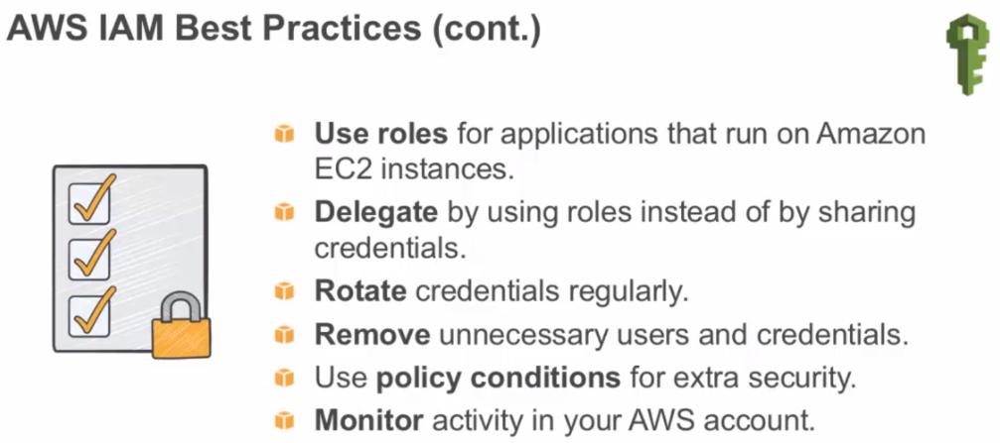 AWS IAM Best Practices (cont.)
Use roles for applications that run on Amazon
EC2 instances.
Delegate by using roles instead of by sharing
credentials.
Rotate credentials regularly.
Remove unnecessary users and credentials.
Use policy conditions for extra security.
Monitor activity in your AWS account.